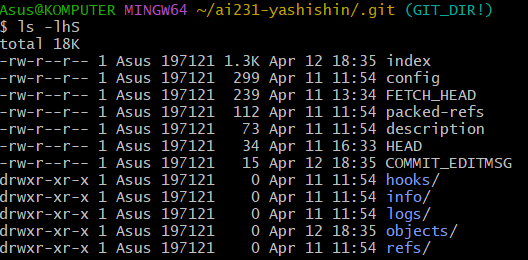 Asus@KOMPUTER MINGW64 ~/ai231-yashishin/.git (GIT_DIR!)
$ ls -lhS
total 18K
-rw-r--r-- 1 Asus 197121 1.3K Apr 12 18:35 index
-rw-r--r-- 1 Asus 197121  299 Apr 11 11:54 config
-rw-r--r-- 1 Asus 197121  239 Apr 11 13:34 FETCH_HEAD
-rw-r--r-- 1 Asus 197121  112 Apr 11 11:54 packed-refs
-rw-r--r-- 1 Asus 197121   73 Apr 11 11:54 description
-rw-r--r-- 1 Asus 197121   34 Apr 11 16:33 HEAD
-rw-r--r-- 1 Asus 197121   15 Apr 12 18:35 COMMIT_EDITMSG
drwxr-xr-x 1 Asus 197121    0 Apr 11 11:54 hooks/
drwxr-xr-x 1 Asus 197121    0 Apr 11 11:54 info/
drwxr-xr-x 1 Asus 197121    0 Apr 11 11:54 logs/
drwxr-xr-x 1 Asus 197121    0 Apr 12 18:35 objects/
drwxr-xr-x 1 Asus 197121    0 Apr 11 11:54 refs/